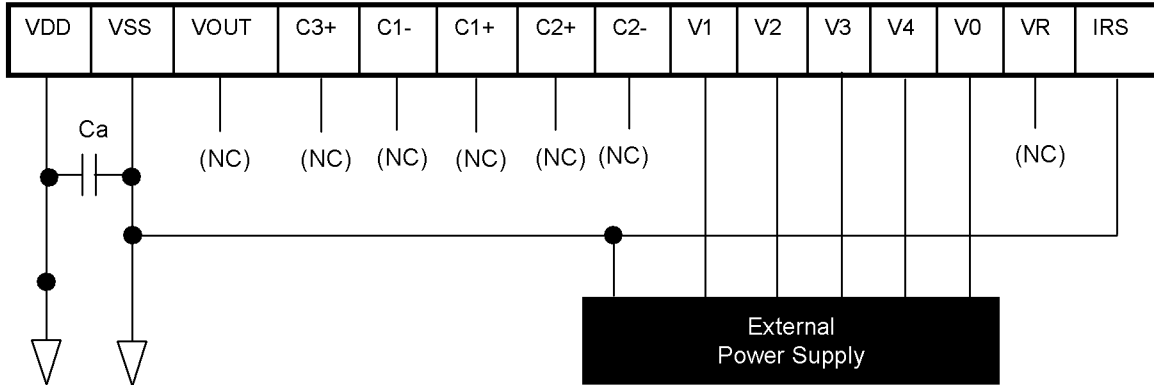 VDD VSS VOUT C3+ C1- C1+ C2+ C2- V1 V2 V3 V4 V0 VR IRS
Ca
(NC) (NC) (NC) (NC) (NC) (NC) (NC)
External
Power Supply